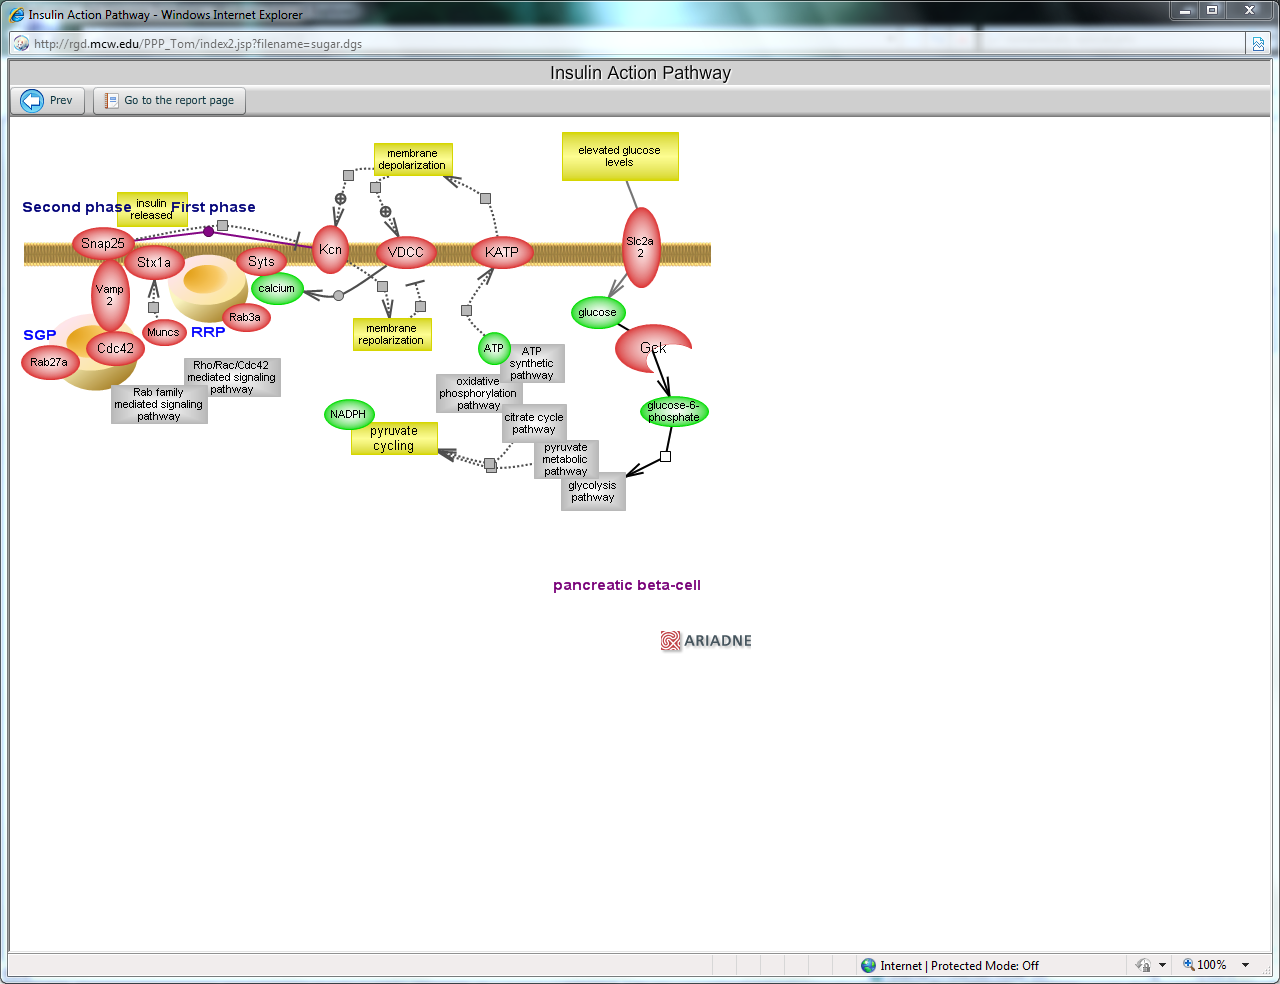 Insulin Action Pathway - Windows Internet Explorer
http://rgd.mcw.edu/PPP_Tom/index2.jsp?filename=sugar.dgs
Insulin Action Pathway
Prev
Go to the report page
membrane
depolarization
elevated glucose
levels
Second phase
insulin
released
First phase
Snap25
Stx1a
Syts
Kcn
VDCC
KATP
Slc2a
2
Vamp
2
calcium
glucose
Rab3a
Muncs
RRP
SGP
membrane
repolarization
Rab27a
Cdc42
ATP
ATP
synthetic
pathway
Gck
Rho/Rac/Cdc42
mediated signaling
pathway
Rab family
mediated signaling
pathway
oxidative
phosphorylation
pathway
NADPH
pyruvate
cycling
citrate cycle
pathway
glucose-6-
phosphate
pyruvate
metabolic
pathway
glycolysis
pathway
pancreatic beta-cell
ARIADNE
Internet | Protected Mode: Off
100%